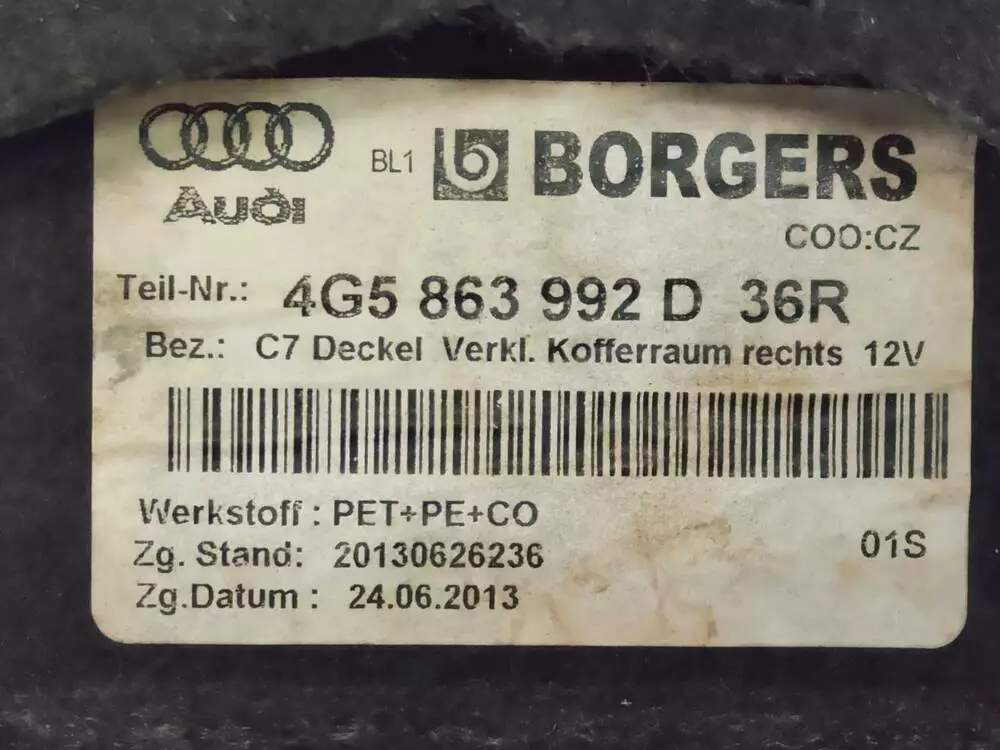 Audi
BL1 BORGERS
COO:CZ
Teil-Nr.: 4G5 863 992 D 36R
Bez.: C7 Deckel Verkl. Kofferraum rechts 12V
Werkstoff : PET+PE+CO
Zg. Stand: 20130626236
01S
Zg.Datum : 24.06.2013